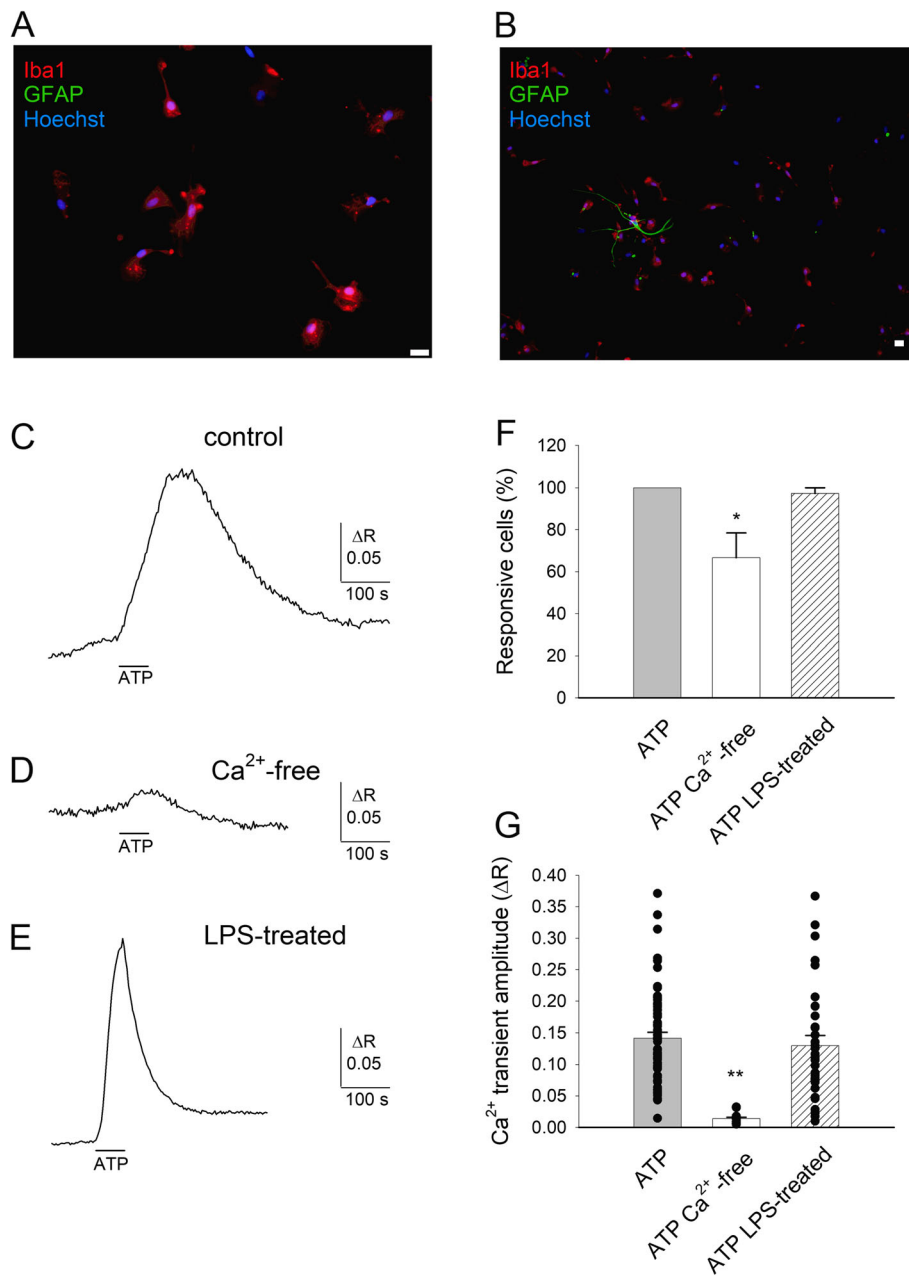 A
Iba1
GFAP
Hoechst
B
Iba1
GFAP
Hoechst
C
control
ΔR
0.05
100 s
ATP
D
Ca²⁺-free
ΔR
0.05
100 s
ATP
E
LPS-treated
ΔR
0.05
100 s
ATP
F
Responsive cells (%)
120
100
80
60
40
20
0
*
ATP
ATP Ca²⁺-free
ATP LPS-treated
G
Ca²⁺ transient amplitude (ΔR)
0.40
0.35
0.30
0.25
0.20
0.15
0.10
0.05
0.00
**
ATP
ATP Ca²⁺-free
ATP LPS-treated